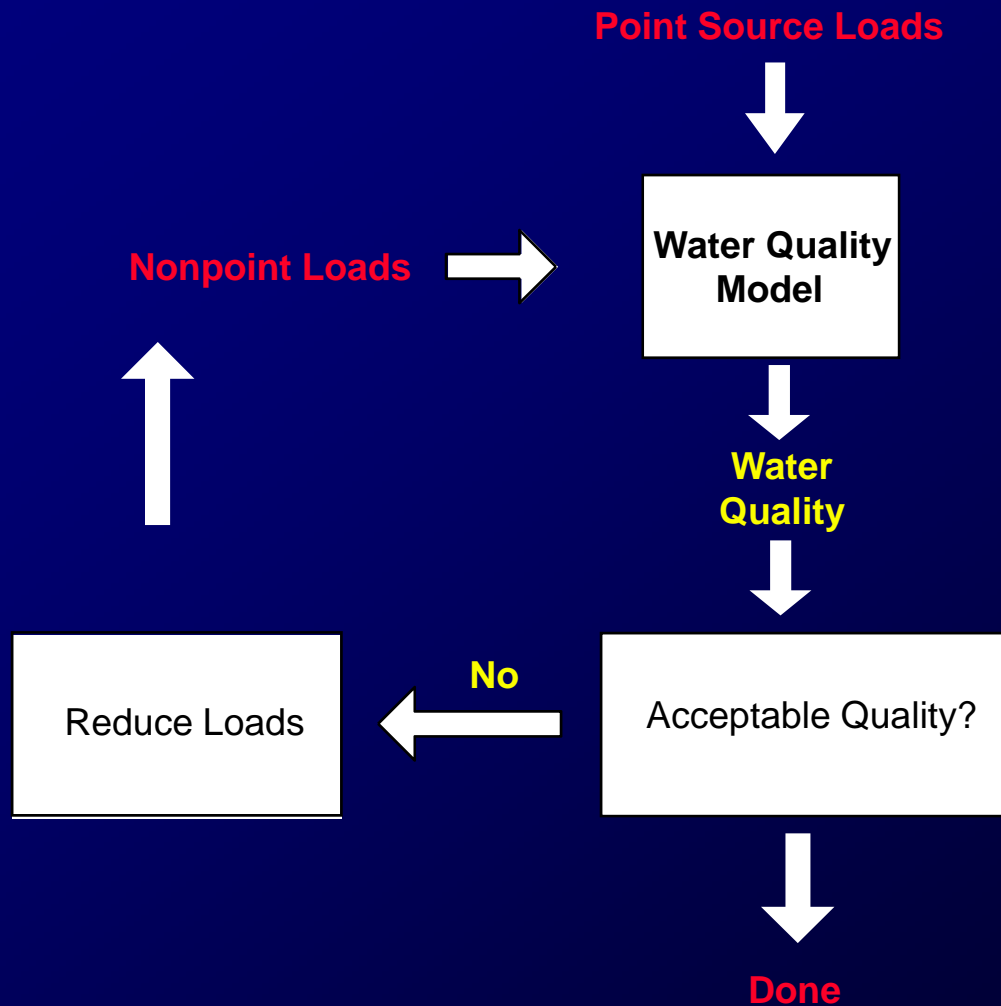 Point Source Loads
Nonpoint Loads
Water Quality
Model
Water
Quality
No
Reduce Loads
Acceptable Quality?
Done